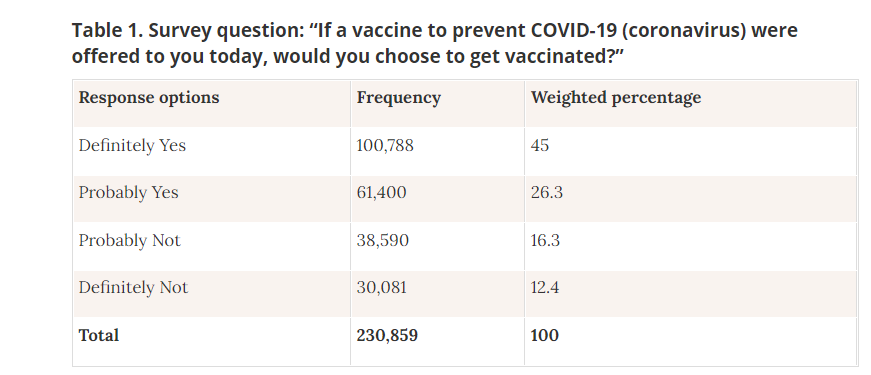 Table 1. Survey question: “If a vaccine to prevent COVID-19 (coronavirus) were
offered to you today, would you choose to get vaccinated?”
Response options Frequency Weighted percentage
Definitely Yes 100,788 45
Probably Yes 61,400 26.3
Probably Not 38,590 16.3
Definitely Not 30,081 12.4
Total 230,859 100